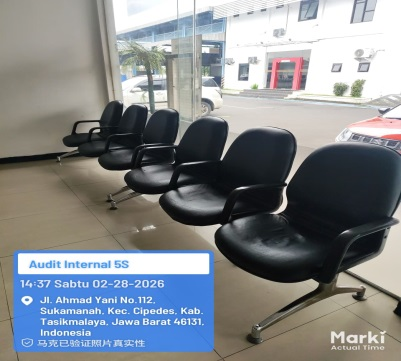 Audit Internal 5S
14:37 Sabtu 02-28-2026
Jl. Ahmad Yani No.112,
Sukamanah, Kec. Cipedes, Kab.
Tasikmalaya, Jawa Barat 46131,
Indonesia
马克已验证照片真实性
Marki
Actual Time